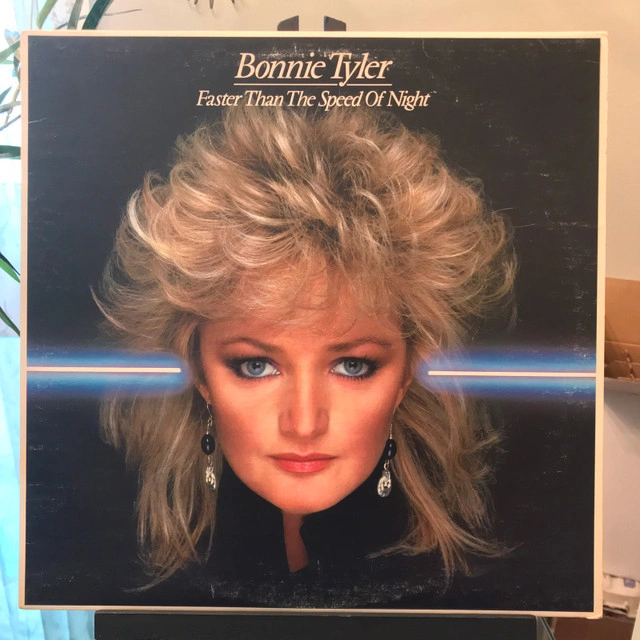 Bonnie Tyler
Faster Than The Speed Of Night